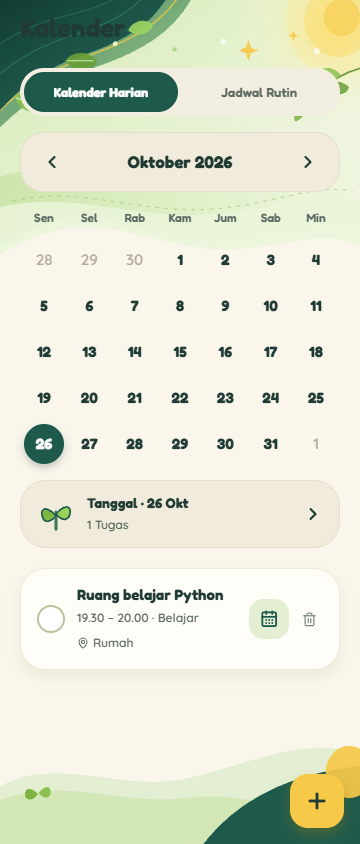 Kalender
Kalender Harian Jadwal Rutin
Oktober 2026
Sen Sel Rab Kam Jum Sab Min
28 29 30 1 2 3 4
5 6 7 8 9 10 11
12 13 14 15 16 17 18
19 20 21 22 23 24 25
26 27 28 29 30 31 1
Tanggal · 26 Okt
1 Tugas
Ruang belajar Python
19.30 – 20.00 · Belajar
Rumah